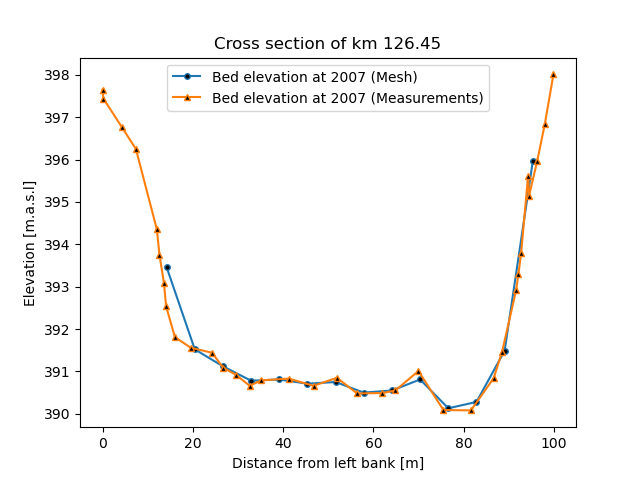 Cross section of km 126.45
Bed elevation at 2007 (Mesh)
Bed elevation at 2007 (Measurements)
Elevation [m.a.s.l]
398
397
396
395
394
393
392
391
390
0 20 40 60 80 100
Distance from left bank [m]